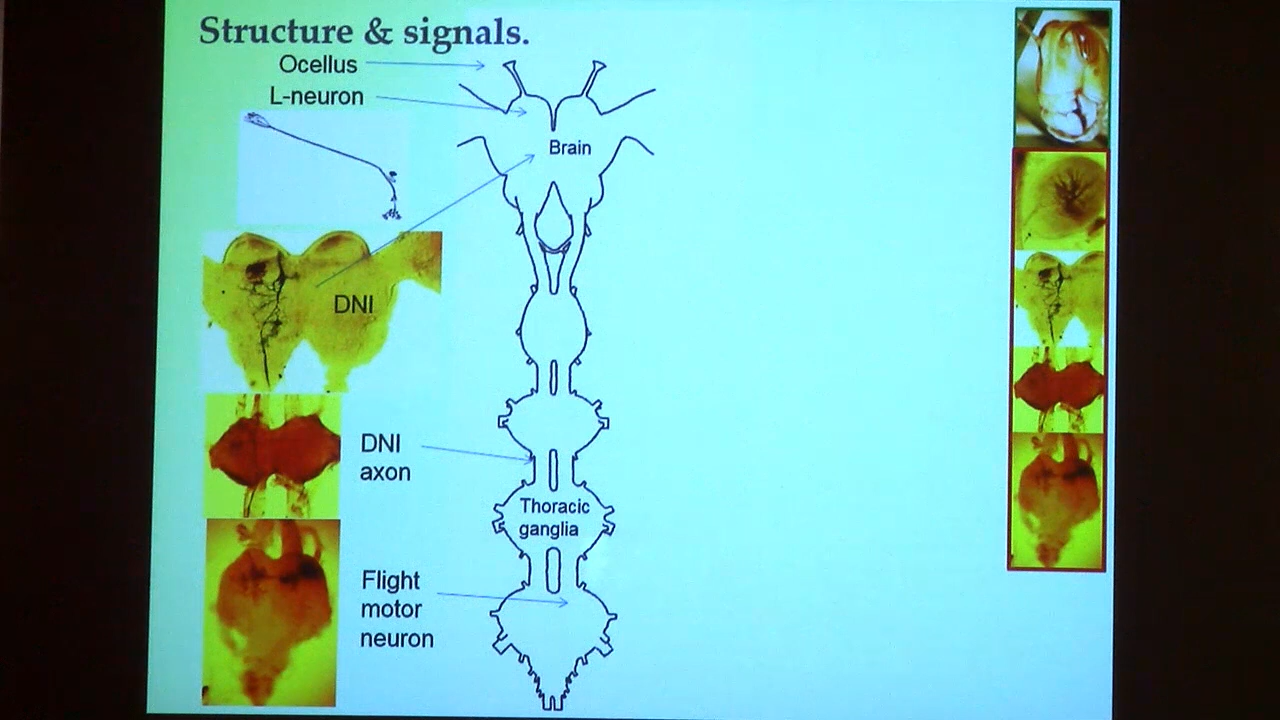 Structure & signals.
Ocellus
L-neuron
Brain
DNI
DNI
axon
Thoracic
ganglia
Flight
motor
neuron